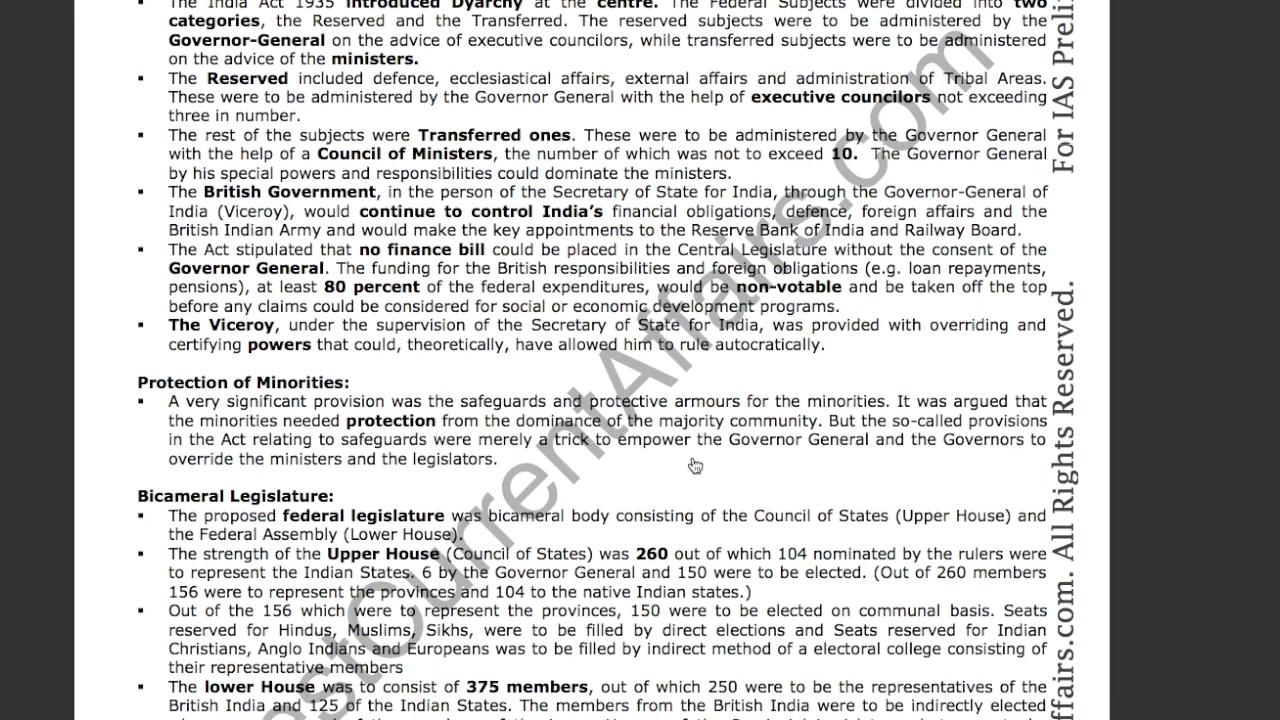 ▪ The India Act 1935 introduced Dyarchy at the centre. The Federal Subjects were divided into two
categories, the Reserved and the Transferred. The reserved subjects were to be administered by the
Governor-General on the advice of executive councilors, while transferred subjects were to be administered
on the advice of the ministers.
▪ The Reserved included defence, ecclesiastical affairs, external affairs and administration of Tribal Areas.
These were to be administered by the Governor General with the help of executive councilors not exceeding
three in number.
▪ The rest of the subjects were Transferred ones. These were to be administered by the Governor General
with the help of a Council of Ministers, the number of which was not to exceed 10. The Governor General
by his special powers and responsibilities could dominate the ministers.
▪ The British Government, in the person of the Secretary of State for India, through the Governor-General of
India (Viceroy), would continue to control India’s financial obligations, defence, foreign affairs and the
British Indian Army and would make the key appointments to the Reserve Bank of India and Railway Board.
▪ The Act stipulated that no finance bill could be placed in the Central Legislature without the consent of the
Governor General. The funding for the British responsibilities and foreign obligations (e.g. loan repayments,
pensions), at least 80 percent of the federal expenditures, would be non-votable and be taken off the top
before any claims could be considered for social or economic development programs.
▪ The Viceroy, under the supervision of the Secretary of State for India, was provided with overriding and
certifying powers that could, theoretically, have allowed him to rule autocratically.
Protection of Minorities:
▪ A very significant provision was the safeguards and protective armours for the minorities. It was argued that
the minorities needed protection from the dominance of the majority community. But the so-called provisions
in the Act relating to safeguards were merely a trick to empower the Governor General and the Governors to
override the ministers and the legislators.
Bicameral Legislature:
▪ The proposed federal legislature was bicameral body consisting of the Council of States (Upper House) and
the Federal Assembly (Lower House).
▪ The strength of the Upper House (Council of States) was 260 out of which 104 nominated by the rulers were
to represent the Indian States, 6 by the Governor General and 150 were to be elected. (Out of 260 members
156 were to represent the provinces and 104 to the native Indian states.)
▪ Out of the 156 which were to represent the provinces, 150 were to be elected on communal basis. Seats
reserved for Hindus, Muslims, Sikhs, were to be filled by direct elections and Seats reserved for Indian
Christians, Anglo Indians and Europeans was to be filled by indirect method of a electoral college consisting of
their representative members
▪ The lower House was to consist of 375 members, out of which 250 were to be the representatives of the
British India and 125 of the Indian States. The members from the British India were to be indirectly elected
estCurrentAffairs.com
ffairs.com. All Rights Reserved. For IAS Preli